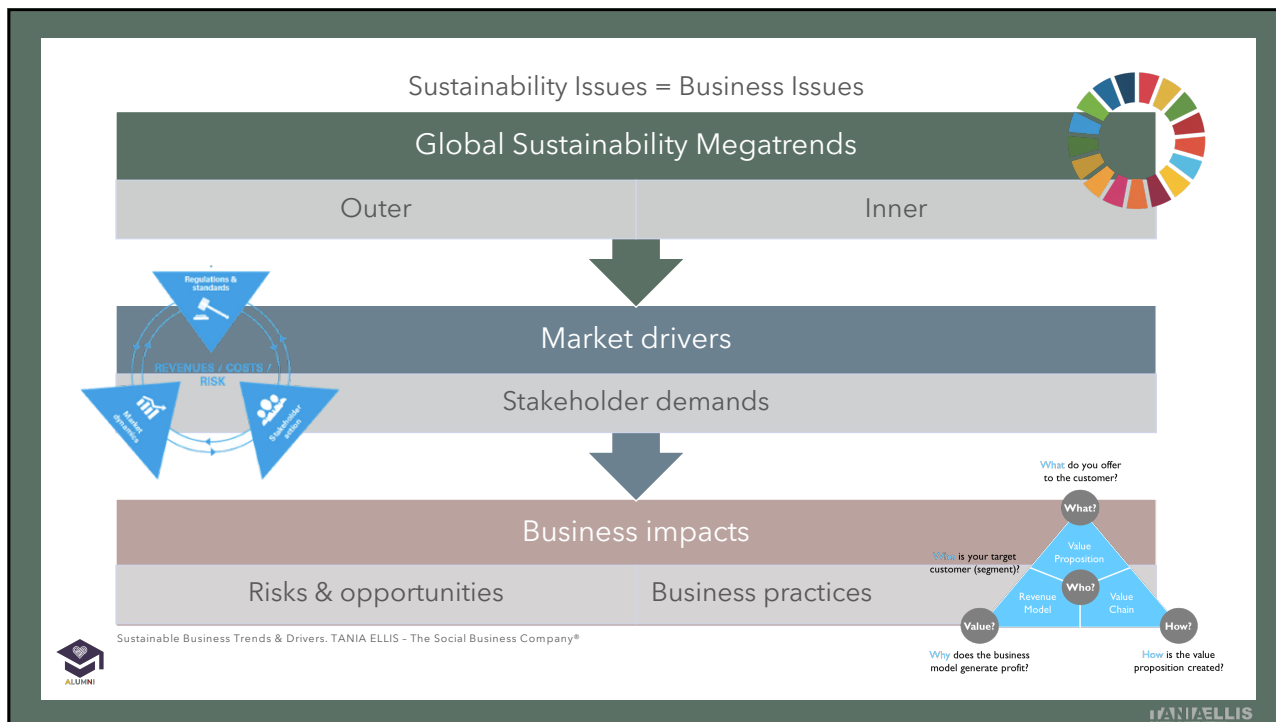 Sustainability Issues = Business Issues
Global Sustainability Megatrends
Outer
Inner
Regulations &
standards
REVENUES / COSTS /
RISK
Market
dynamics
Stakeholder
action
Market drivers
Stakeholder demands
Business impacts
Risks & opportunities
Business practices
What do you offer
to the customer?
What?
Value
Proposition
Who is your target
customer (segment)?
Who?
Revenue
Model
Value
Chain
Value?
How?
Why does the business
model generate profit?
How is the value
proposition created?
Sustainable Business Trends & Drivers. TANIA ELLIS – The Social Business Company®
ALUMNI
TANIAELLIS